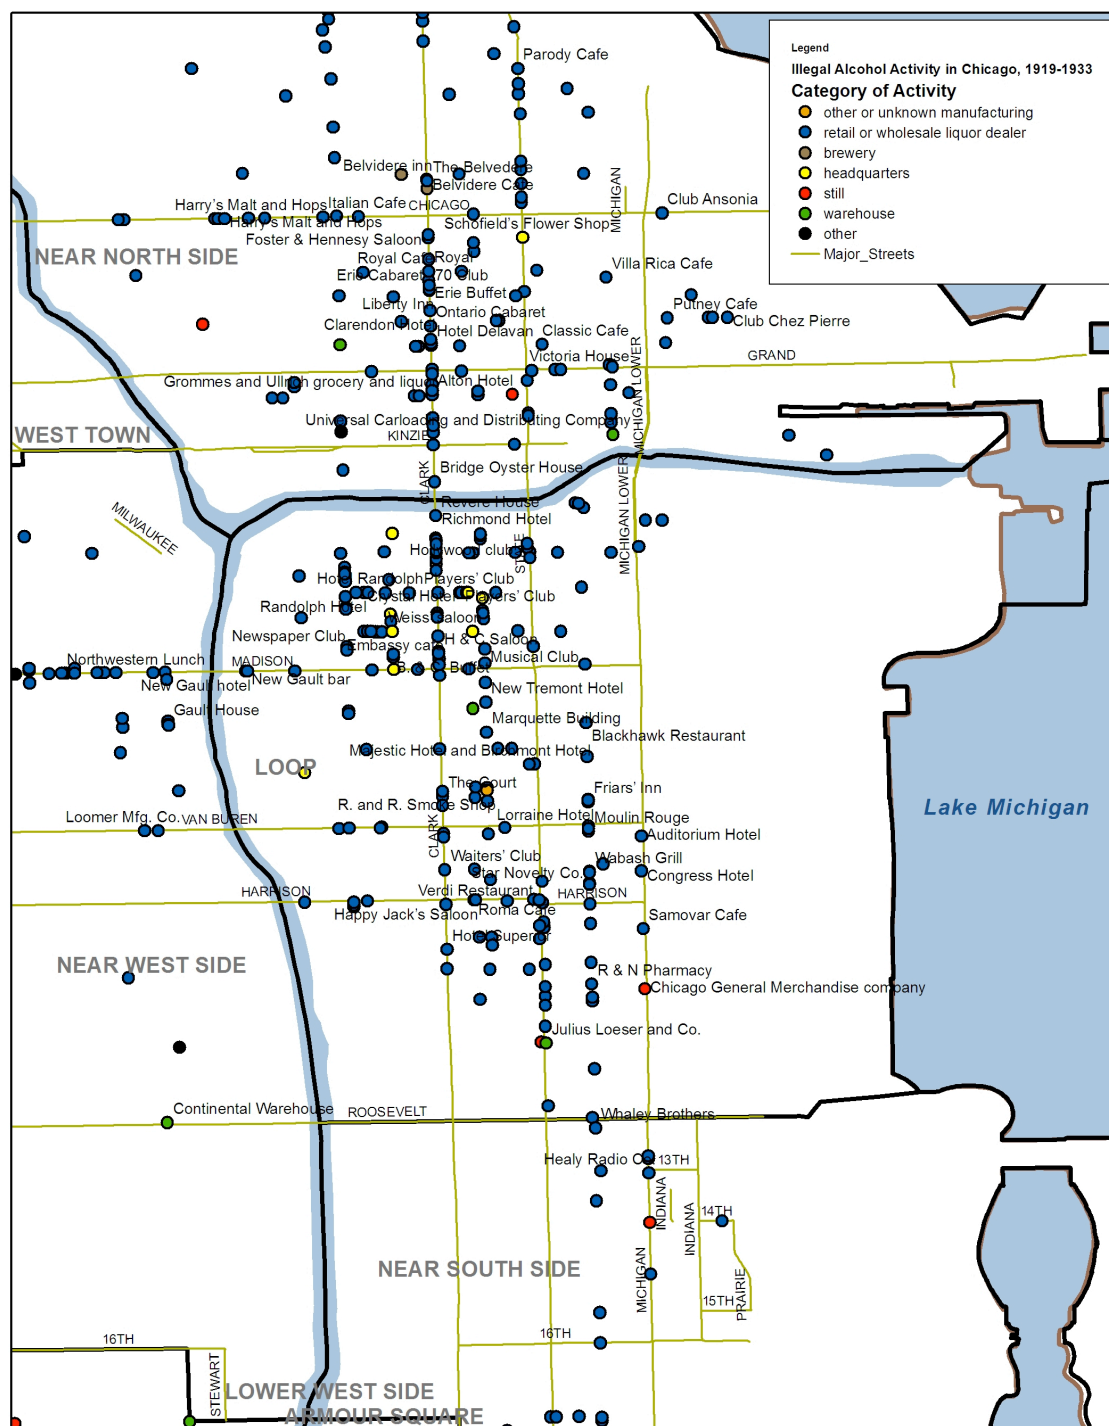 Legend
Illegal Alcohol Activity in Chicago, 1919-1933
Category of Activity
other or unknown manufacturing
retail or wholesale liquor dealer
brewery
headquarters
still
warehouse
other
Major_Streets
Parody Cafe
Belvidere inn
The Belvedere
Belvidere Cafe
MICHIGAN
Club Ansonia
Harry's Malt and Hops
Italian Cafe
CHICAGO
Harry's Malt and Hops
Schofield's Flower Shop
Foster & Hennesy Saloon
NEAR NORTH SIDE
Royal Cafe
Royal
Villa Rica Cafe
Erie Cabaret
270 Club
Erie Buffet
Liberty Inn
Ontario Cabaret
Putney Cafe
Club Chez Pierre
Clarendon Hotel
Hotel Delavan
Classic Cafe
Victoria House
GRAND
MICHIGAN LOWER
Grommes and Ullrich grocery and liquor
Alton Hotel
Universal Carloading and Distributing Company
WEST TOWN
KINZIE
Bridge Oyster House
CLARK
MICHIGAN LOWER
Revere House
Richmond Hotel
MILWAUKEE
STATE
Hotel Randolph
Players' Club
Crystal Hotel
Players' Club
Randolph Hotel
Weiss' saloon
Newspaper Club
Embassy cafe
H & C Saloon
Northwestern Lunch
MADISON
Musical Club
B. & G. Buffet
New Gault hotel
New Gault bar
New Tremont Hotel
Gault House
Marquette Building
Blackhawk Restaurant
Majestic Hotel and Birchmont Hotel
LOOP
The Court
Friars' Inn
Lake Michigan
R. and R. Smoke Shop
Loomer Mfg. Co.
VAN BUREN
Lorraine Hotel
Moulin Rouge
CLARK
Auditorium Hotel
Waiters' Club
Wabash Grill
Star Novelty Co.
Congress Hotel
HARRISON
Verdi Restaurant
HARRISON
Happy Jack's Saloon
Roma Cafe
Samovar Cafe
Hotel Superior
NEAR WEST SIDE
R & N Pharmacy
Chicago General Merchandise company
Julius Loeser and Co.
Continental Warehouse
ROOSEVELT
Whaley Brothers
Healy Radio Co.
13TH
INDIANA
INDIANA
14TH
NEAR SOUTH SIDE
MICHIGAN
PRAIRIE
15TH
16TH
16TH
STEWART
LOWER WEST SIDE
ARMOUR SQUARE